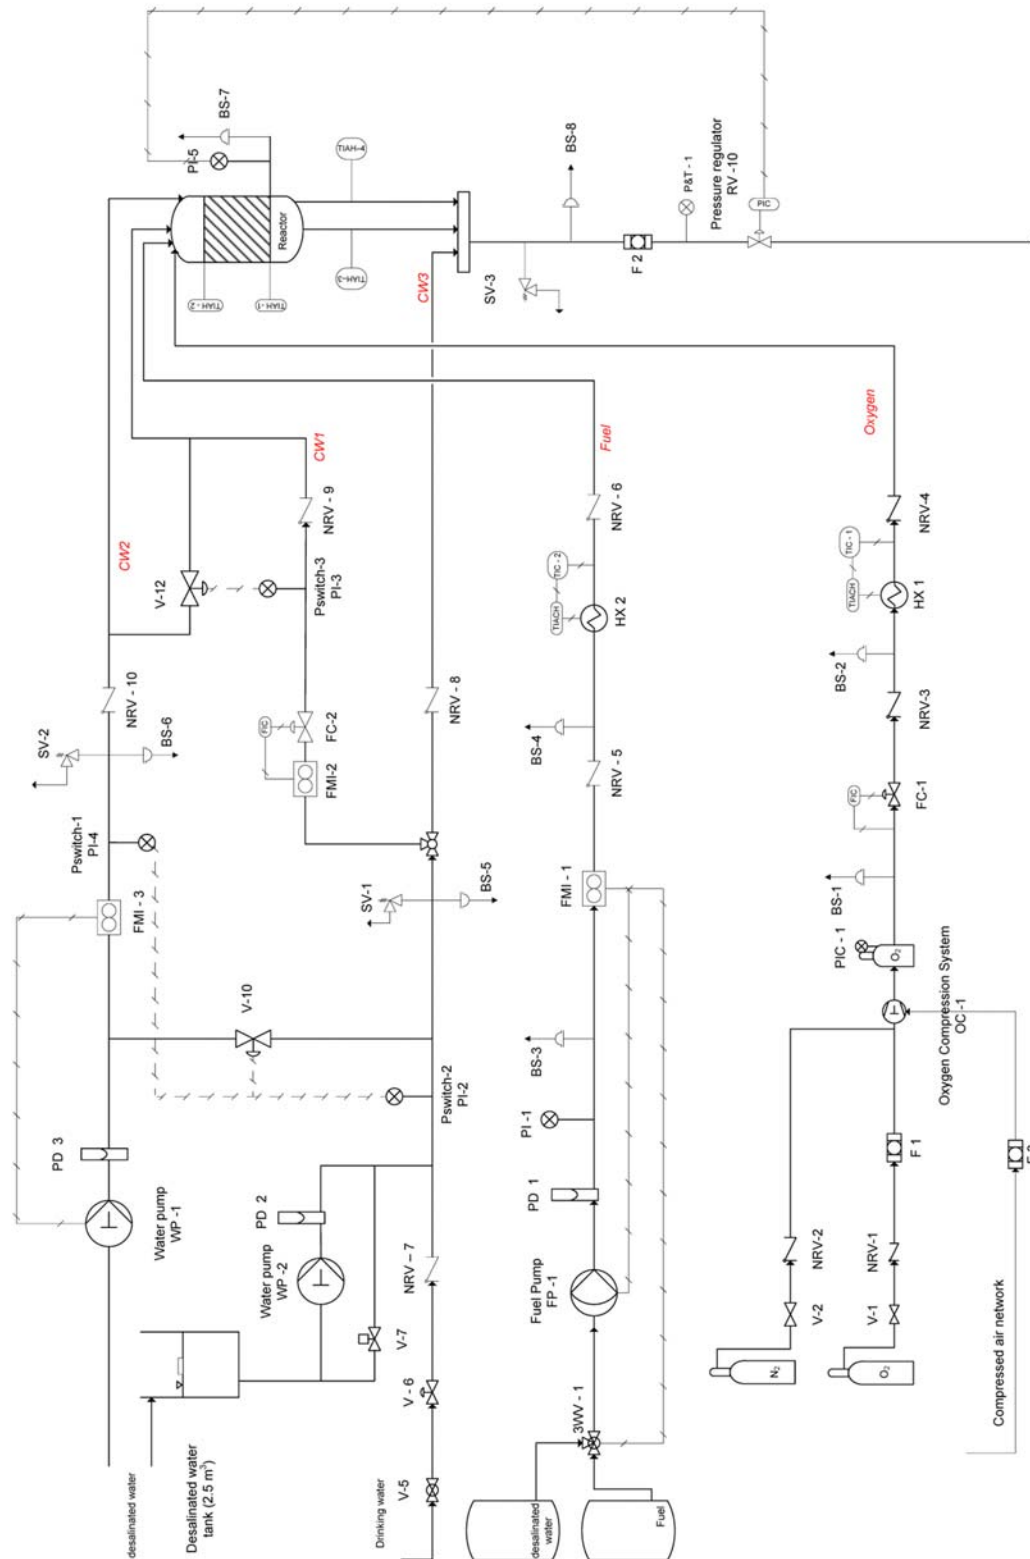 BS-7
PI-5
TIAH-4
Reactor
TIAH - 2
TIAH - 1
TIAH-3
BS-8
P&T - 1
Pressure regulator
RV -10
PIC
F 2
SV-3
CW3
CW2
CW1
Fuel
Oxygen
V-12
NRV - 9
Pswitch-3
PI-3
NRV - 10
SV-2
BS-6
FIC
FC-2
FMI-2
NRV - 8
NRV - 6
TIC - 2
TIACH
HX 2
BS-4
NRV - 5
NRV-4
TIC - 1
TIACH
HX 1
BS-2
NRV-3
FIC
FC-1
BS-1
PIC - 1
O2
Oxygen Compression System
OC -1
Pswitch-1
PI-4
FMI - 3
SV-1
BS-5
FMI - 1
V-10
Pswitch-2
PI-2
BS-3
PI -1
PD 3
Water pump
WP -1
PD 2
Water pump
WP -2
NRV – 7
PD 1
Fuel Pump
FP -1
V-7
V - 6
V-5
3WV - 1
desalinated water
Desalinated water
tank (2.5 m³)
Drinking water
desalinated
water
Fuel
F 1
NRV-2
NRV-1
V-2
V-1
N2
O2
Compressed air network